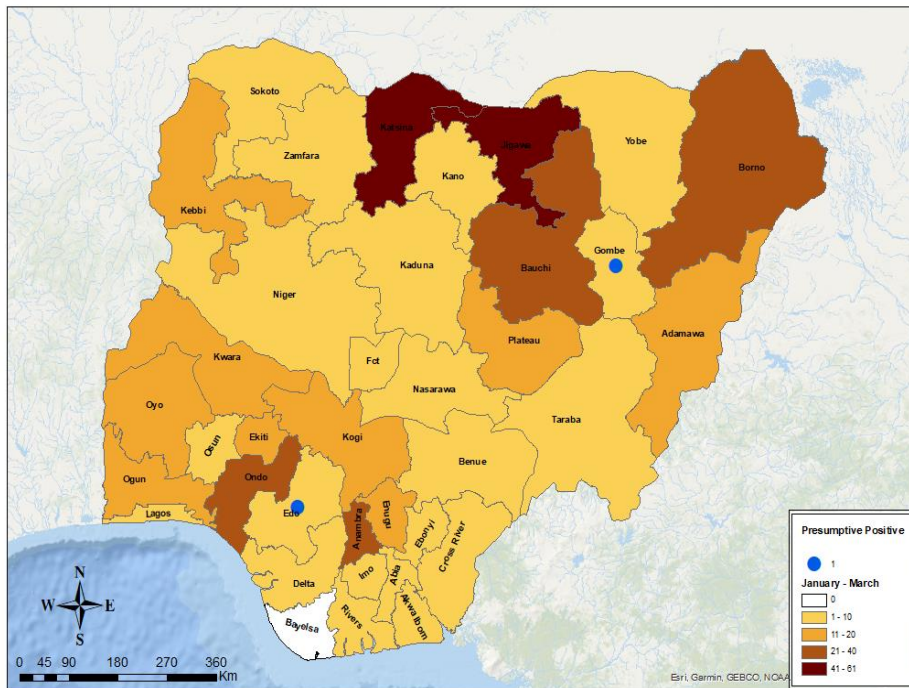 Sokoto
Katsina
Jigawa
Yobe
Borno
Zamfara
Kano
Kebbi
Gombe
Kaduna
Bauchi
Niger
Adamawa
Plateau
Kwara
Fct
Nasarawa
Oyo
Taraba
Osun
Ekiti
Kogi
Benue
Ogun
Ondo
Lagos
Edo
Anambra
Enugu
Ebonyi
Cross River
Delta
Imo
Abia
Akwa Ibom
Rivers
Bayelsa
N
W E
S
0 45 90 180 270 360
Km
Presumptive Positive
1
January - March
0
1 - 10
11 - 20
21 - 40
41 - 61
Esri, Garmin, GEBCO, NOAA